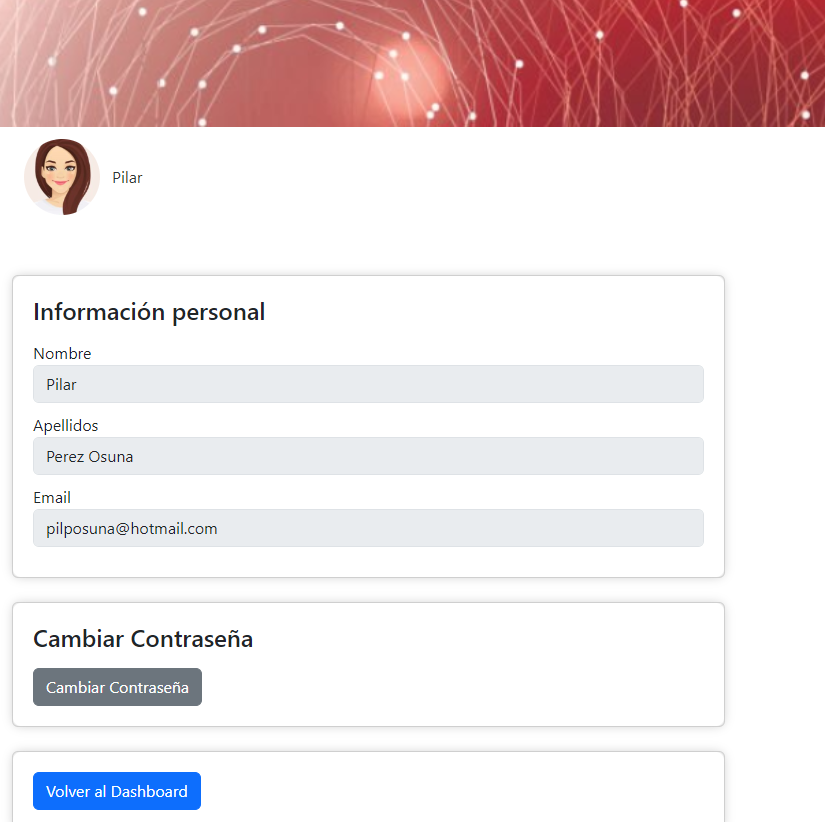 Pilar
Información personal
Nombre
Pilar
Apellidos
Perez Osuna
Email
pilposuna@hotmail.com
Cambiar Contraseña
Cambiar Contraseña
Volver al Dashboard